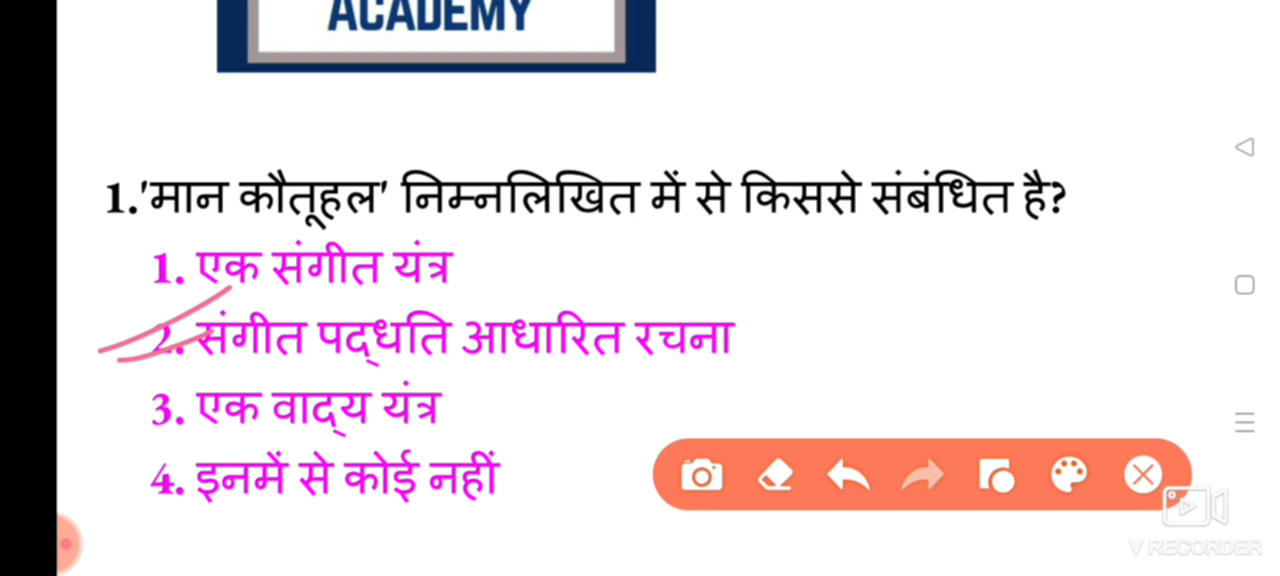 ACADEMY
1.'मान कौतूहल' निम्नलिखित में से किससे संबंधित है?
1. एक संगीत यंत्र
2. संगीत पद्धति आधारित रचना
3. एक वाद्य यंत्र
4. इनमें से कोई नहीं
V RECORDER